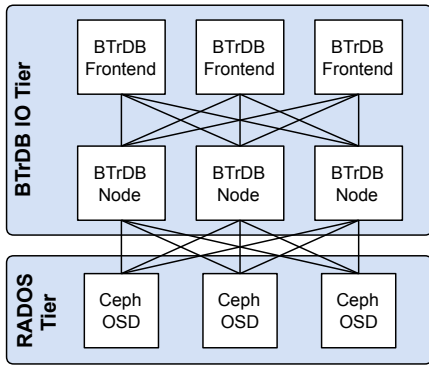 BTrDB IO Tier
BTrDB
Frontend
BTrDB
Frontend
BTrDB
Frontend
BTrDB
Node
BTrDB
Node
BTrDB
Node
RADOS
Tier
Ceph
OSD
Ceph
OSD
Ceph
OSD